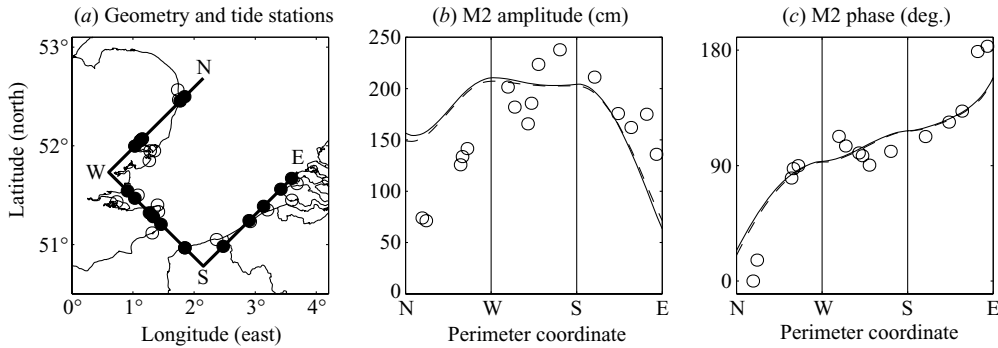 (a) Geometry and tide stations
(b) M2 amplitude (cm)
(c) M2 phase (deg.)
53°
52°
51°
Latitude (north)
N
W
S
E
0° 1° 2° 3° 4°
Longitude (east)
250
200
150
100
50
0
N W S E
Perimeter coordinate
180
90
0
N W S E
Perimeter coordinate